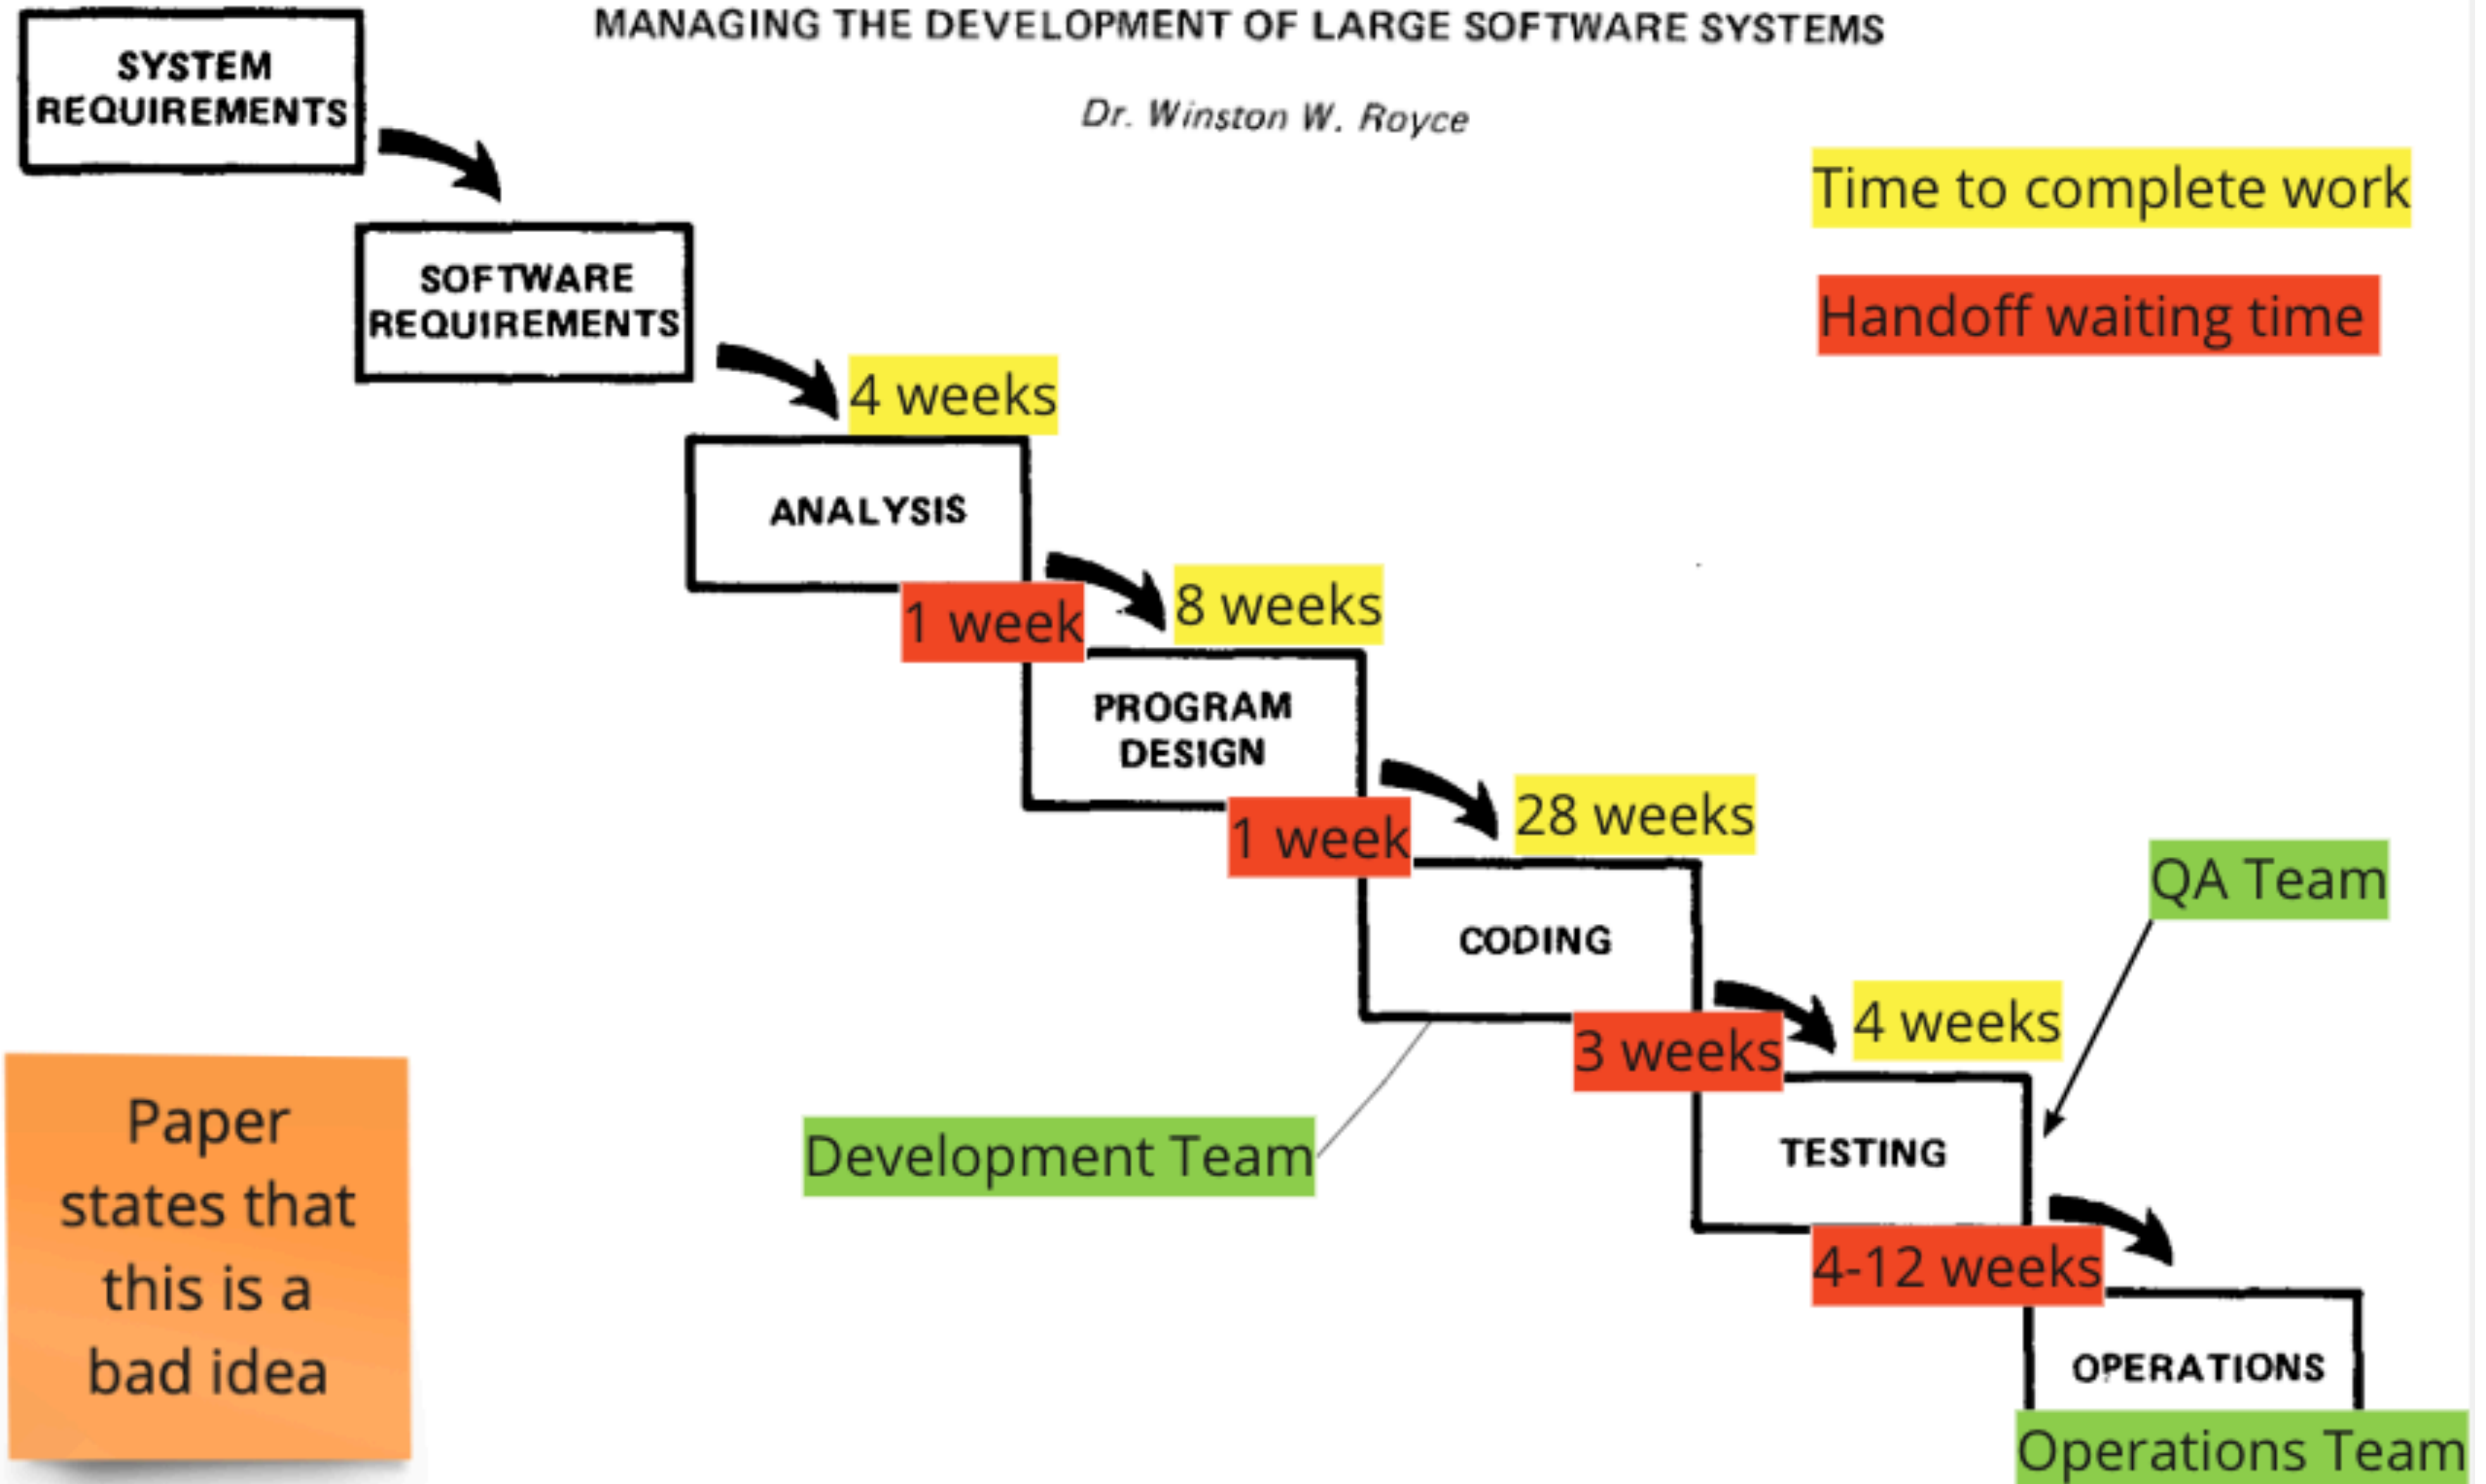 MANAGING THE DEVELOPMENT OF LARGE SOFTWARE SYSTEMS
Dr. Winston W. Royce
SYSTEM
REQUIREMENTS
Time to complete work
Handoff waiting time
SOFTWARE
REQUIREMENTS
4 weeks
ANALYSIS
1 week
8 weeks
PROGRAM
DESIGN
1 week
28 weeks
CODING
QA Team
3 weeks
4 weeks
Development Team
TESTING
4-12 weeks
OPERATIONS
Operations Team
Paper
states that
this is a
bad idea